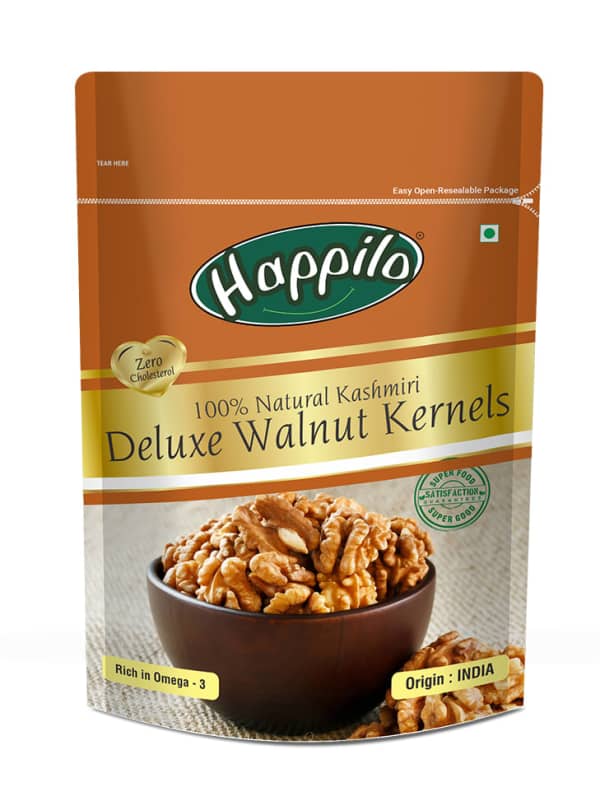 TEAR HERE
Easy Open-Resealable Package
Happilo
Zero
Cholesterol
100% Natural Kashmiri
Deluxe Walnut Kernels
SUPER FOOD
SATISFACTION
GUARANTEED
SUPER GOOD
Rich in Omega - 3
Origin : INDIA